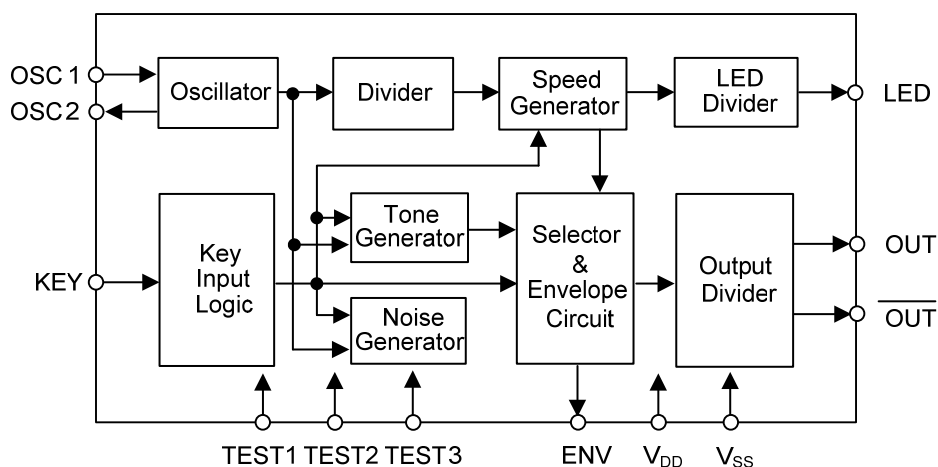 OSC 1
OSC 2
Oscillator
Divider
Speed
Generator
LED
Divider
LED
KEY
Key
Input
Logic
Tone
Generator
Noise
Generator
Selector
&
Envelope
Circuit
Output
Divider
OUT
OUT
TEST1
TEST2
TEST3
ENV
VDD
VSS